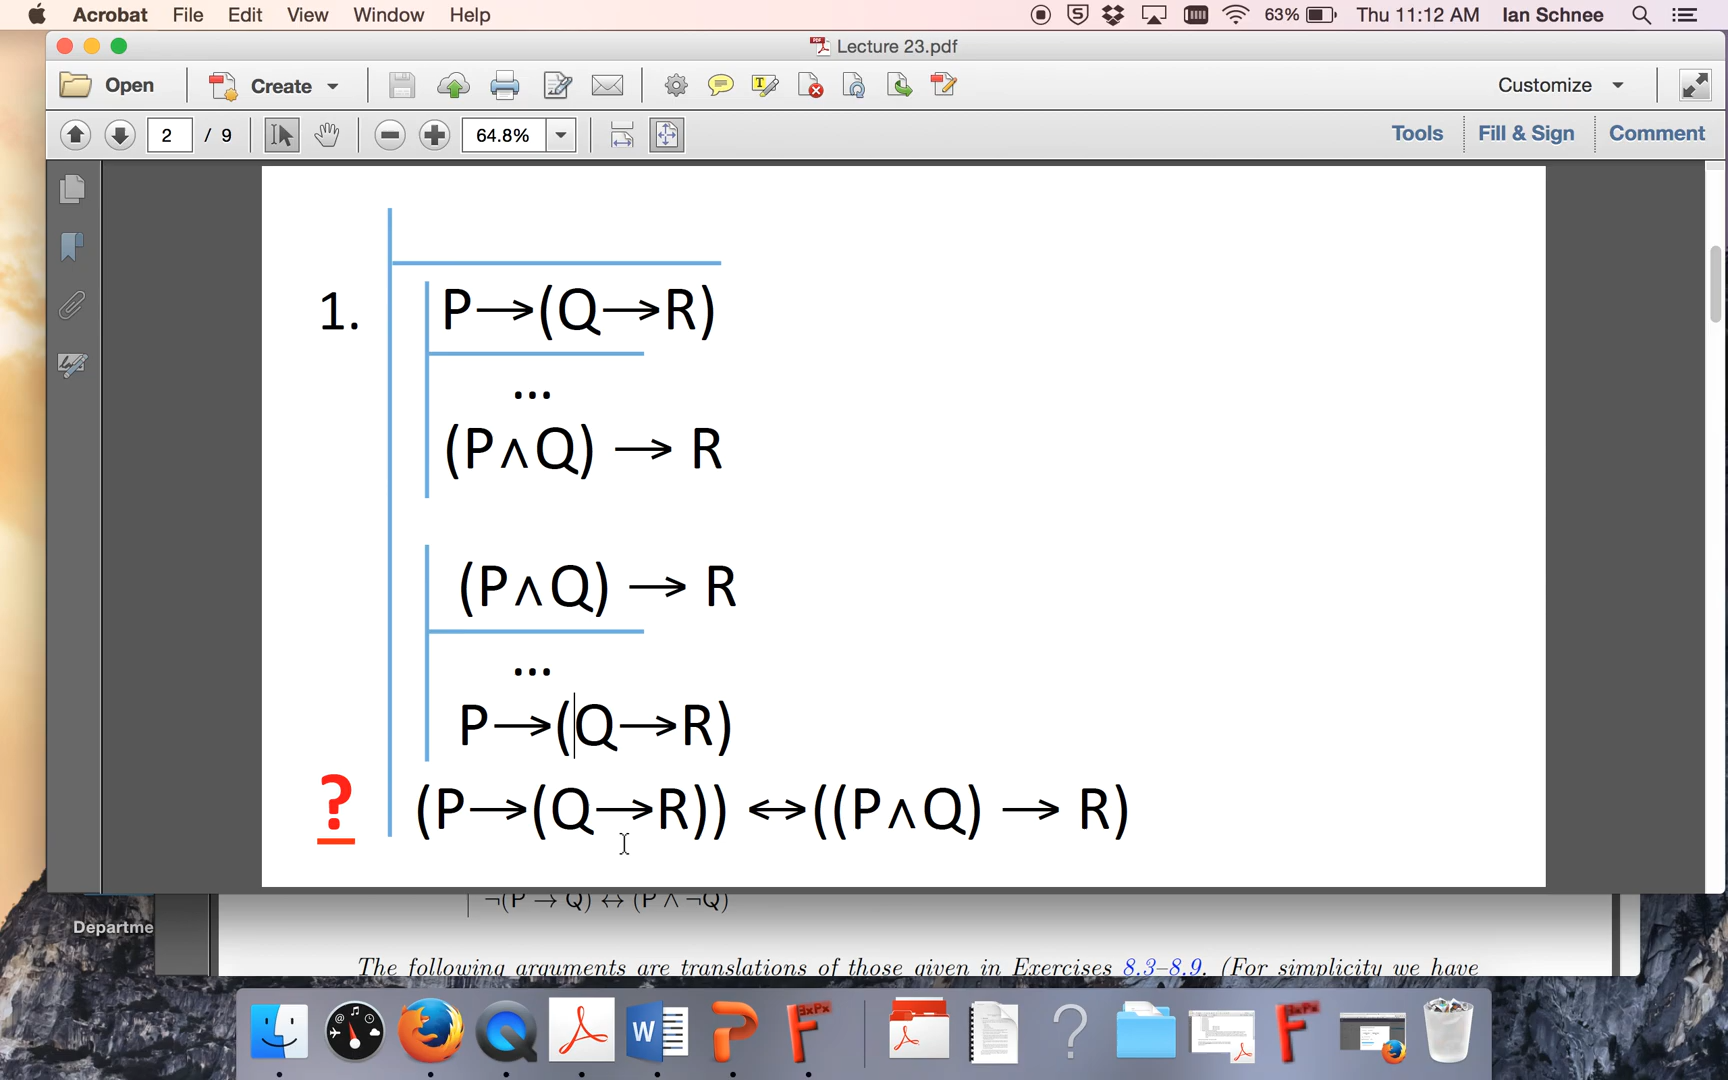 Acrobat File Edit View Window Help 63% Thu 11:12 AM Ian Schnee
Lecture 23.pdf
Open Create Customize
2 / 9 64.8% Tools Fill & Sign Comment
1. P→(Q→R)
...
(P∧Q) → R
(P∧Q) → R
...
P→(Q→R)
? (P→(Q→R)) ↔((P∧Q) → R)
¬(P → Q) ↔ (P ∧ ¬Q)
Departme
The following arguments are translations of those given in Exercises 8.3–8.9. (For simplicity we have